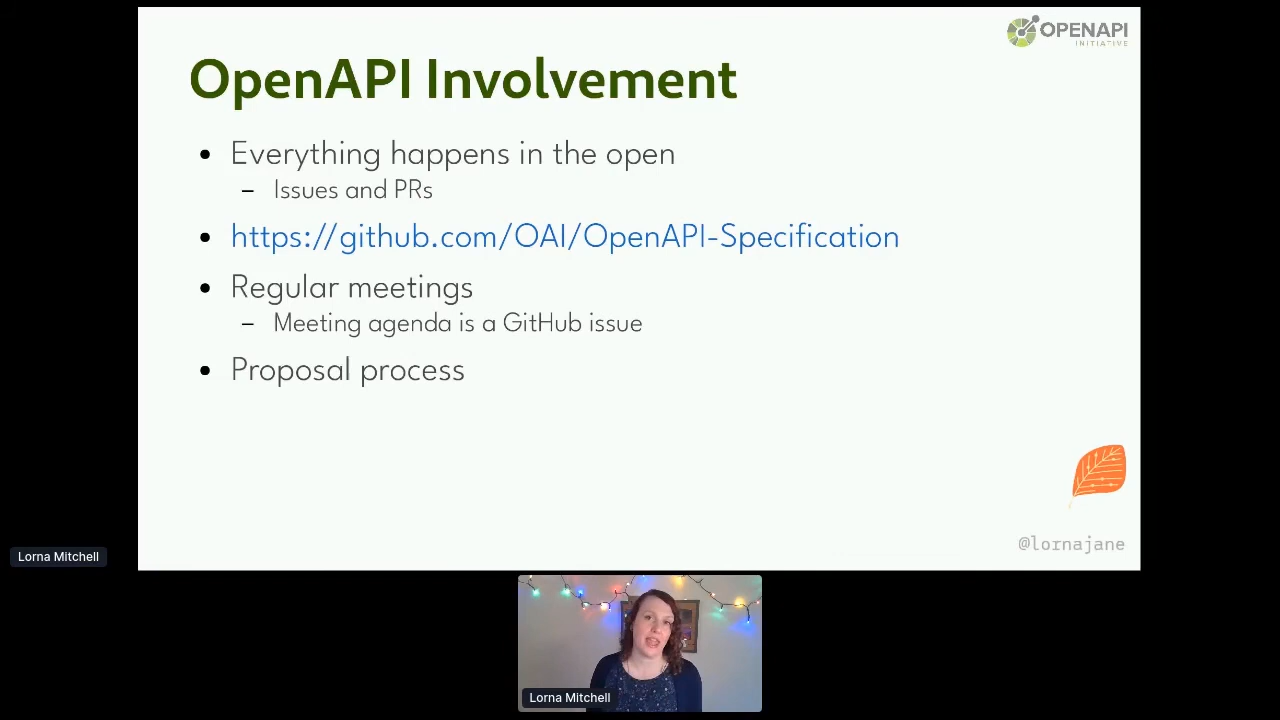 OPENAPI
INITIATIVE
OpenAPI Involvement
• Everything happens in the open
– Issues and PRs
• https://github.com/OAI/OpenAPI-Specification
• Regular meetings
– Meeting agenda is a GitHub issue
• Proposal process
@lornajane
Lorna Mitchell
Lorna Mitchell